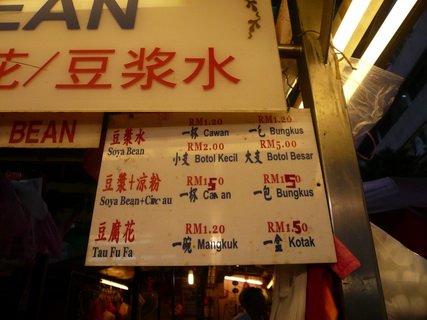 EAN
花/豆浆水
BEAN
RM1.20 RM1.20
豆漿水 一杯 Cawan 一包 Bungkus
Soya Bean RM2.00 RM5.00
小支 Botol Kecil 大支 Botol Besar
豆漿+凉粉 RM1.50 RM1.50
Soya Bean+Cincau 一杯 Cawan 一包 Bungkus
豆腐花 RM1.20 RM1.50
Tau Fu Fa 一碗 Mangkuk 一盒 Kotak